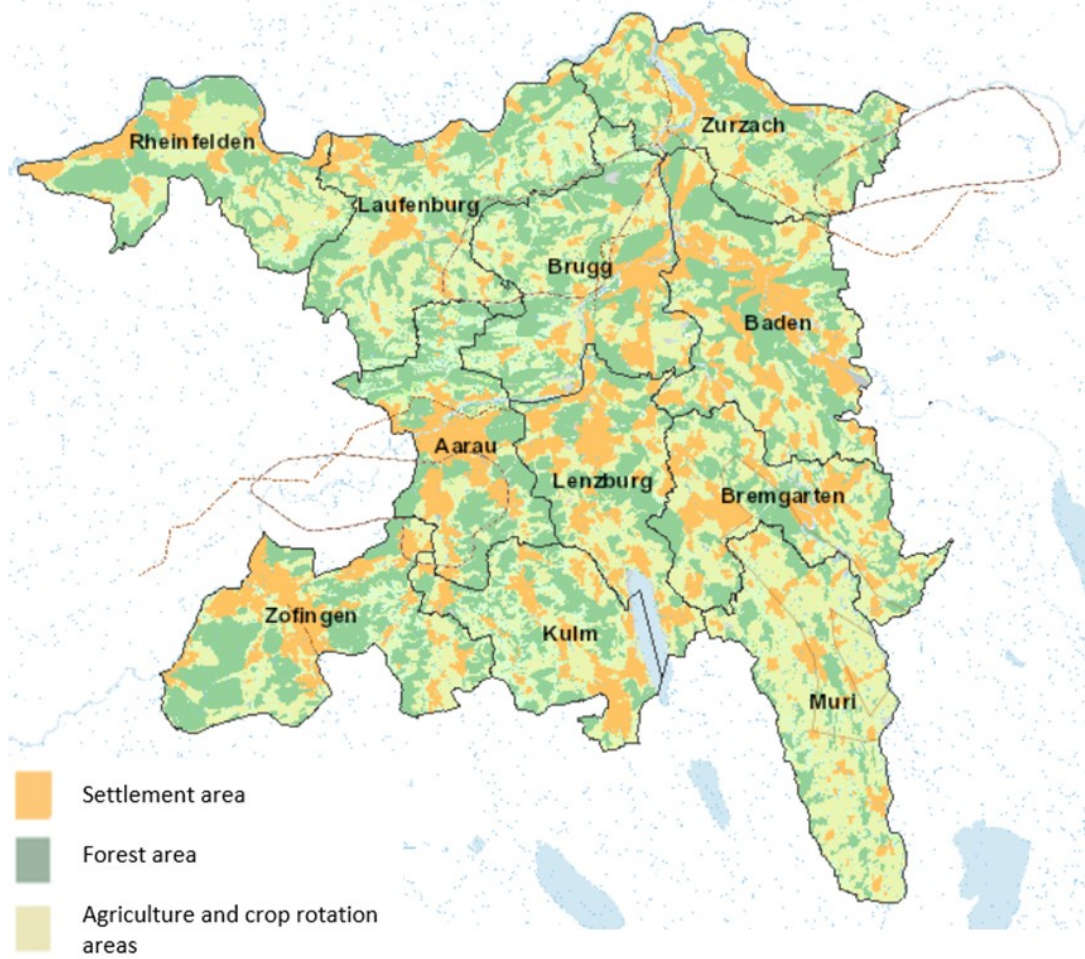 Zurzach
Rheinfelden
Laufenburg
Brugg
Baden
Aarau
Lenzburg
Bremgarten
Zofingen
Kulm
Muri
Settlement area
Forest area
Agriculture and crop rotation
areas